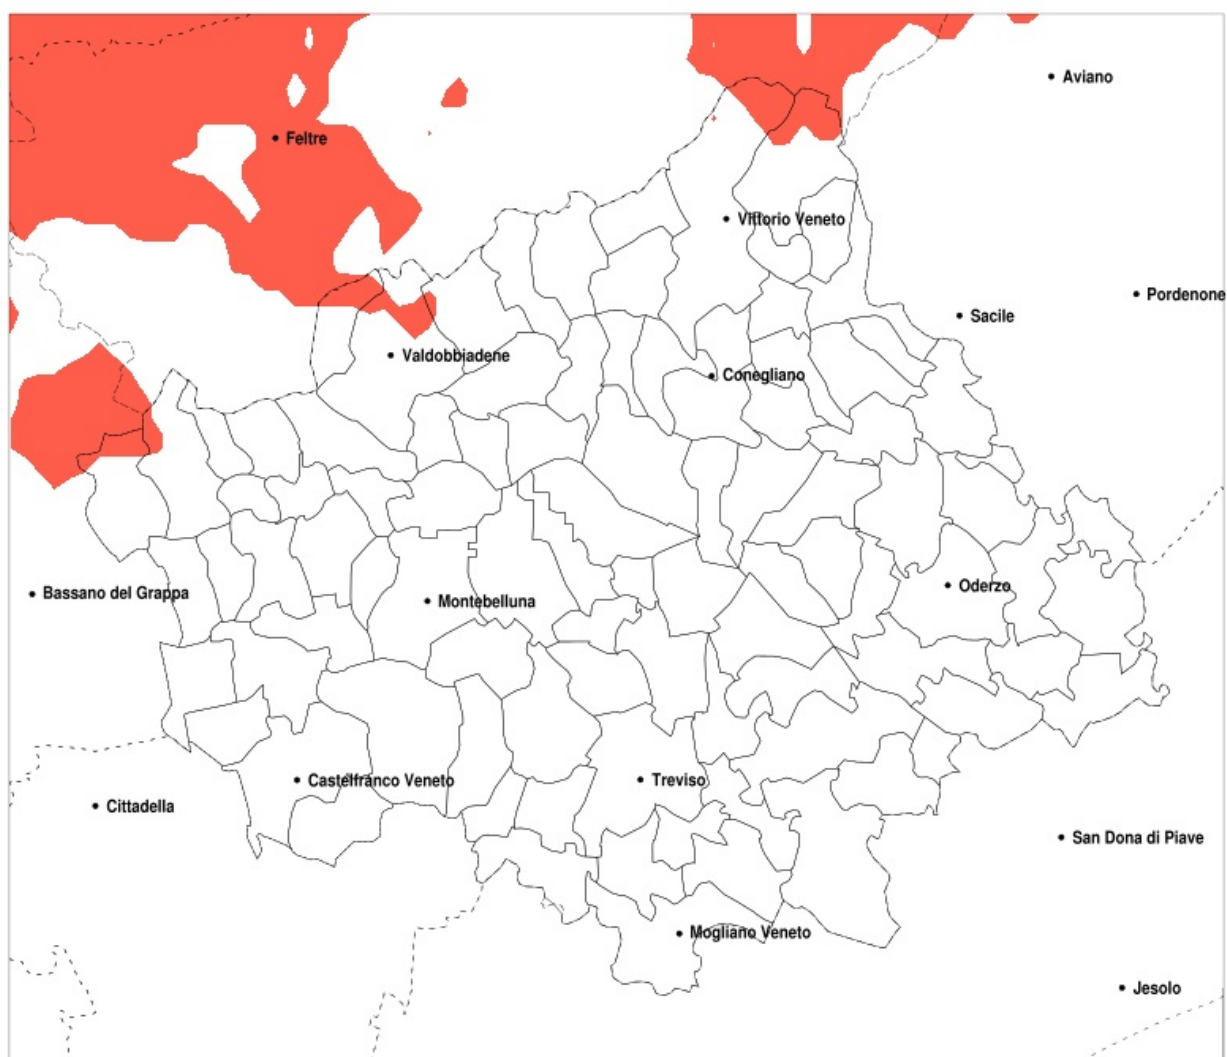 Aviano
Feltre
Vittorio Veneto
Pordenone
Sacile
Valdobbiadene
Conegliano
Oderzo
Bassano del Grappa
Montebelluna
Castelfranco Veneto
Treviso
Cittadella
San Dona di Piave
Mogliano Veneto
Jesolo